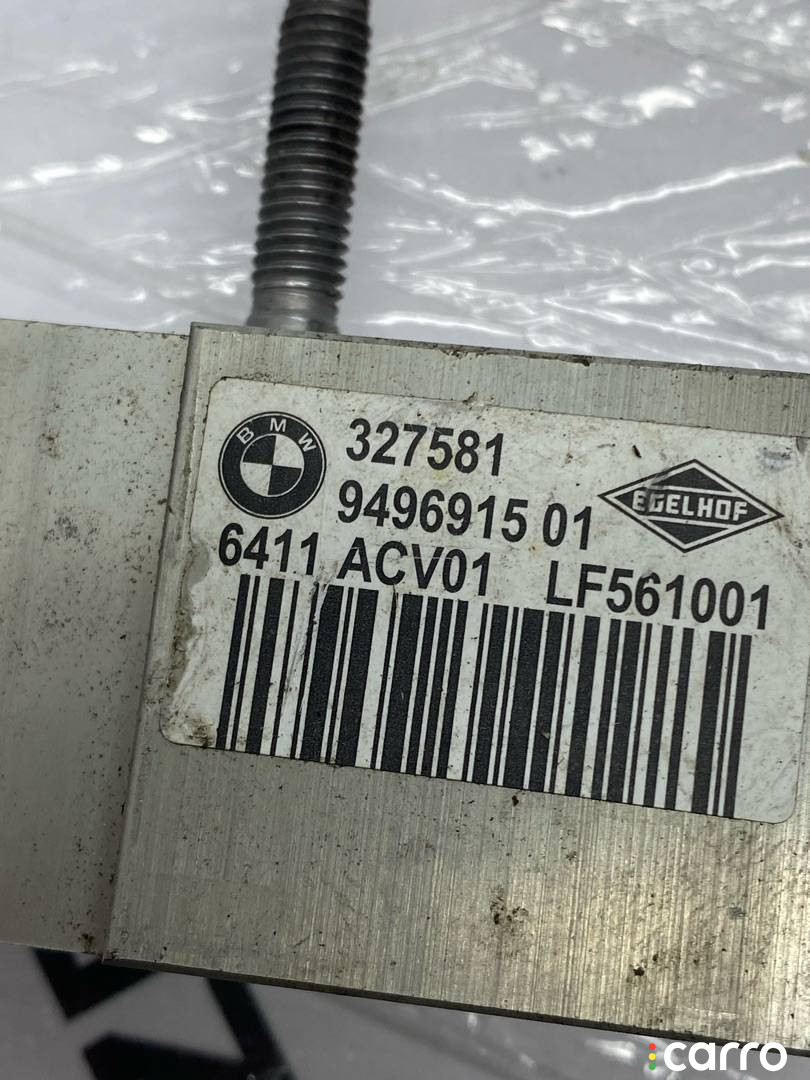 BMW
327581
9496915 01
EGELHOF
6411 ACV01 LF561001
carro